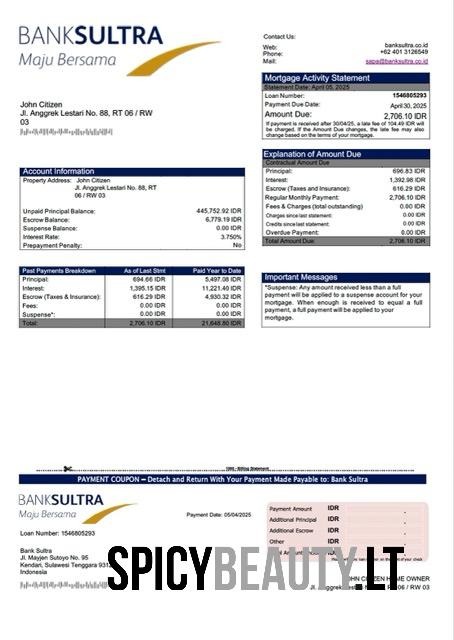 BANKSULTRA
Maju Bersama
Contact Us:
Web: banksultra.co.id
Phone: +62 401 3126549
Mail: sapa@banksultra.co.id
Mortgage Activity Statement
Statement Date: April 05, 2025
Loan Number: 1546805293
Payment Due Date: April 30, 2025
Amount Due: 2,706.10 IDR
If payment is received after 30/04/25, a late fee of 104.49 IDR will
be charged. If the Amount Due changes, the late fee may also
change based on the terms of your mortgage.
John Citizen
Jl. Anggrek Lestari No. 88, RT 06 / RW
03
Explanation of Amount Due
Contractual Amount Due
Principal: 696.83 IDR
Interest: 1,392.98 IDR
Escrow (Taxes and Insurance): 616.29 IDR
Regular Monthly Payment: 2,706.10 IDR
Fees & Charges (total outstanding) 0.00 IDR
Charges since last statement: 0.00 IDR
Credits since last statement: 0.00 IDR
Overdue Payment: 0.00 IDR
Total Amount Due: 2,706.10 IDR
Account Information
Property Address: John Citizen
Jl. Anggrek Lestari No. 88, RT
06 / RW 03
Unpaid Principal Balance: 445,752.92 IDR
Escrow Balance: 6,779.19 IDR
Suspense Balance: 0.00 IDR
Interest Rate: 3.750%
Prepayment Penalty: No
Past Payments Breakdown As of Last Stmt Paid Year to Date
Principal: 694.66 IDR 5,497.08 IDR
Interest: 1,395.15 IDR 11,221.40 IDR
Escrow (Taxes & Insurance): 616.29 IDR 4,930.32 IDR
Fees: 0.00 IDR 0.00 IDR
Suspense*: 0.00 IDR 0.00 IDR
Total: 2,706.10 IDR 21,648.80 IDR
Important Messages
*Suspense: Any amount received less than a full
payment will be applied to a suspense account for your
mortgage. When enough is received to equal a full
payment, a full payment will be applied to your
mortgage.
Billing Statement
PAYMENT COUPON – Detach and Return With Your Payment Made Payable to: Bank Sultra
BANKSULTRA
Maju Bersama
Payment Date: 05/04/2025
Payment Amount IDR .
Additional Principal IDR .
Additional Escrow IDR .
Other IDR .
Loan Number: 1546805293
Bank Sultra
Jl. Mayjen Sutoyo No. 95
Kendari, Sulawesi Tenggara
Indonesia
JOHN CITIZEN HOME OWNER
SPICYBEAUTY.LT